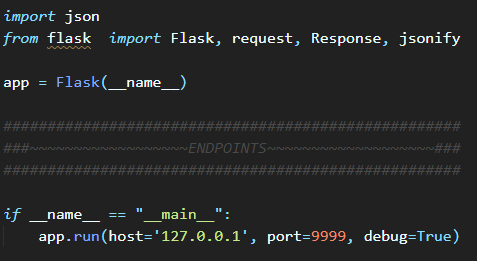 import json
from flask  import Flask, request, Response, jsonify
app = Flask(__name__)
####################################################
###~~~~~~~~~~~~~~~~~~ENDPOINTS~~~~~~~~~~~~~~~~~~~###
####################################################
if __name__ == "__main__":
    app.run(host='127.0.0.1', port=9999, debug=True)